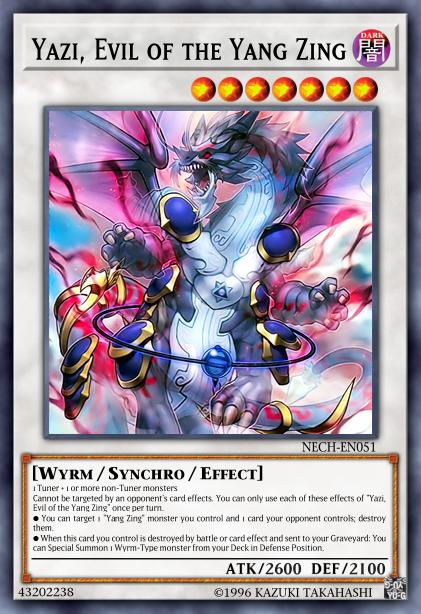 Yazi, Evil of the Yang Zing
DARK
闇
NECH-EN051
[Wyrm / Synchro / Effect]
1 Tuner + 1 or more non-Tuner monsters
Cannot be targeted by an opponent's card effects. You can only use each of these effects of "Yazi,
Evil of the Yang Zing" once per turn.
● You can target 1 "Yang Zing" monster you control and 1 card your opponent controls; destroy
them.
● When this card you control is destroyed by battle or card effect and sent to your Graveyard: You
can Special Summon 1 Wyrm-Type monster from your Deck in Defense Position.
ATK/2600 DEF/2100
43202238
©1996 KAZUKI TAKAHASHI